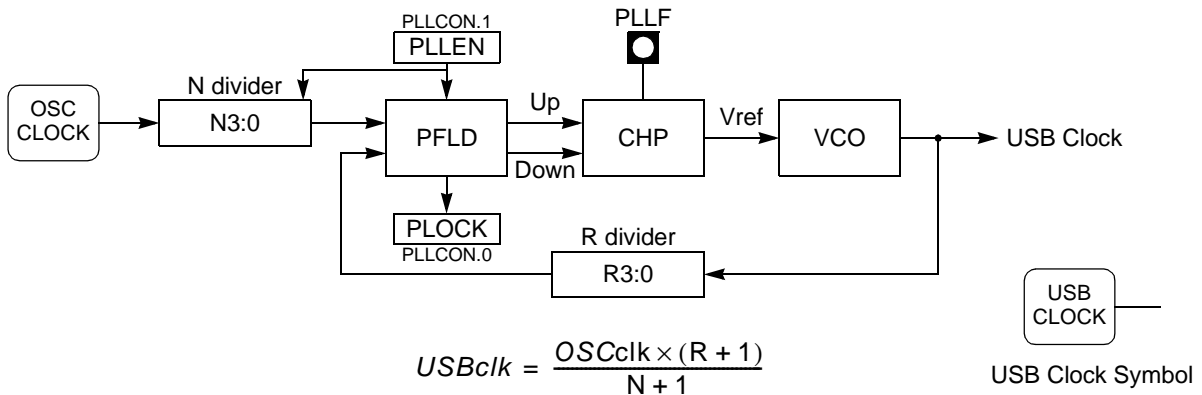 PLLCON.1
PLLEN
PLLF
N divider
OSC
CLOCK
N3:0
PFLD
Up
Down
CHP
Vref
VCO
USB Clock
PLOCK
PLLCON.0
R divider
R3:0
USB
CLOCK
USB Clock Symbol
USBclk = OSCclk × (R + 1)
N + 1